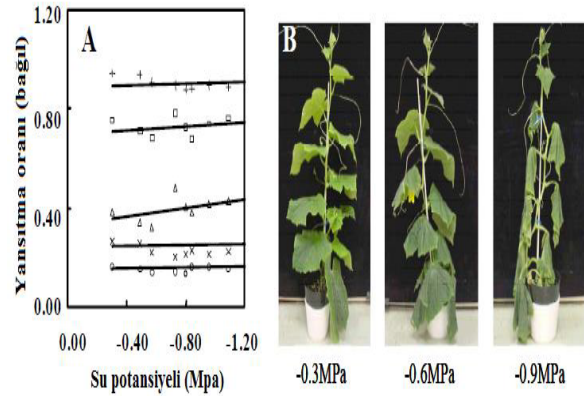 A
B
Yansıtma oranı (bağıl)
1.20
0.80
0.40
0.00
0.00 -0.40 -0.80 -1.20
Su potansiyeli (Mpa)
-0.3MPa -0.6MPa -0.9MPa